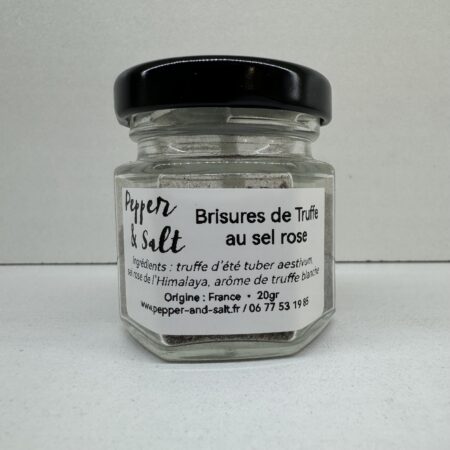 Pepper
& Salt
Brisures de Truffe
au sel rose
Ingrédients : truffe d'été tuber aestivum,
sel rose de l'Himalaya, arôme de truffe blanche
Origine : France • 20gr
www.pepper-and-salt.fr / 06 77 53 19 85